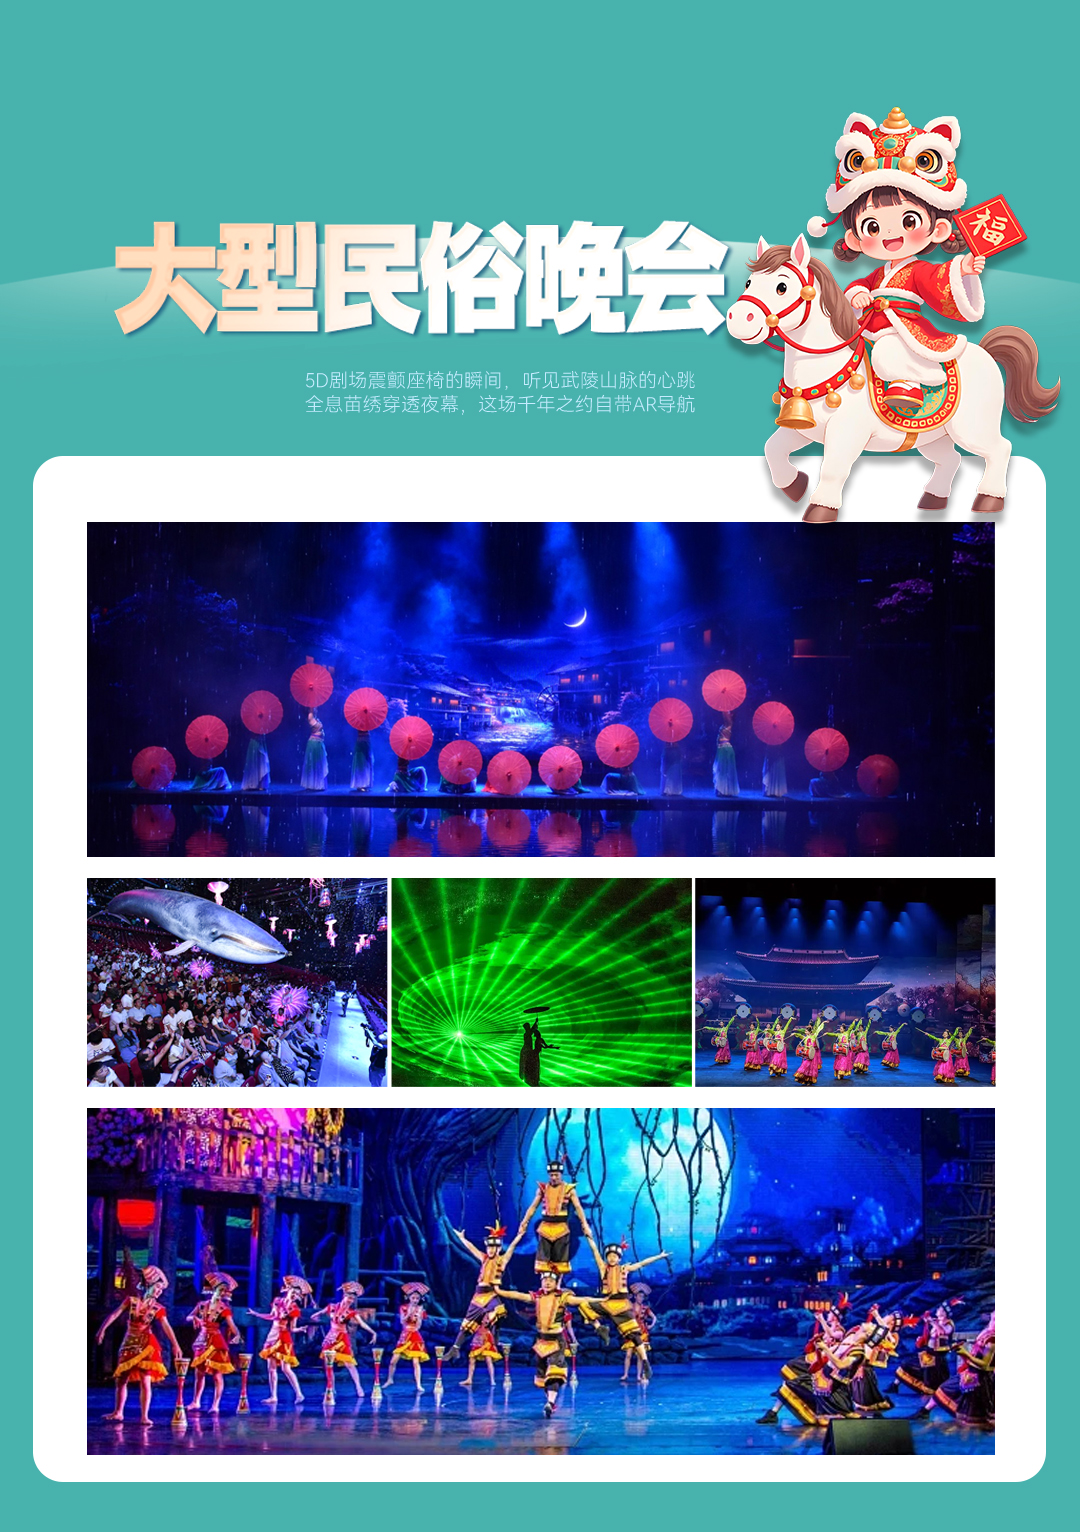 大型民俗晚会
福
5D剧场震颤座椅的瞬间，听见武陵山脉的心跳
全息苗绣穿透夜幕，这场千年之约自带AR导航